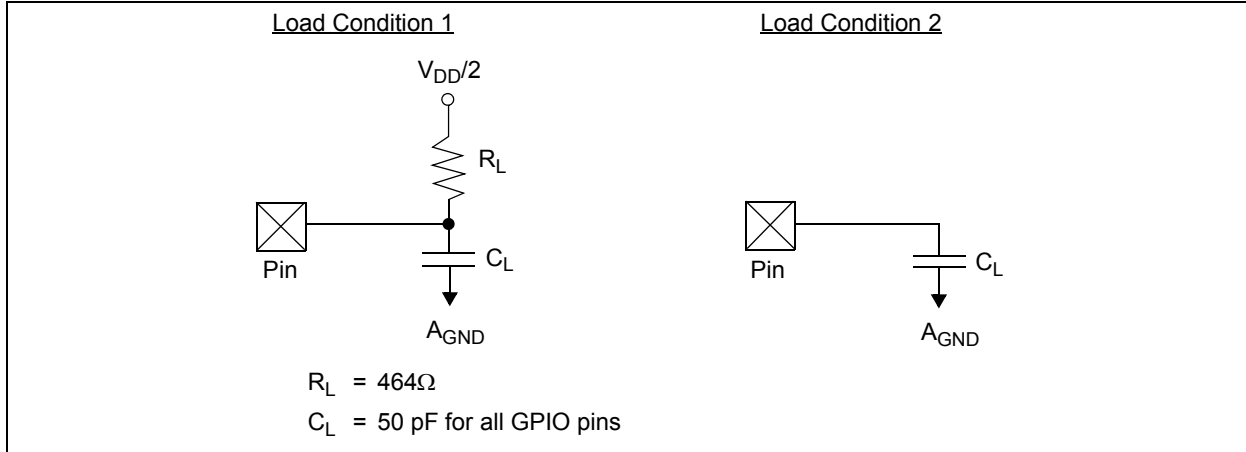 Load Condition 1
V_DD/2
R_L
Pin
C_L
A_GND
R_L = 464Ω
C_L = 50 pF for all GPIO pins
Load Condition 2
Pin
C_L
A_GND